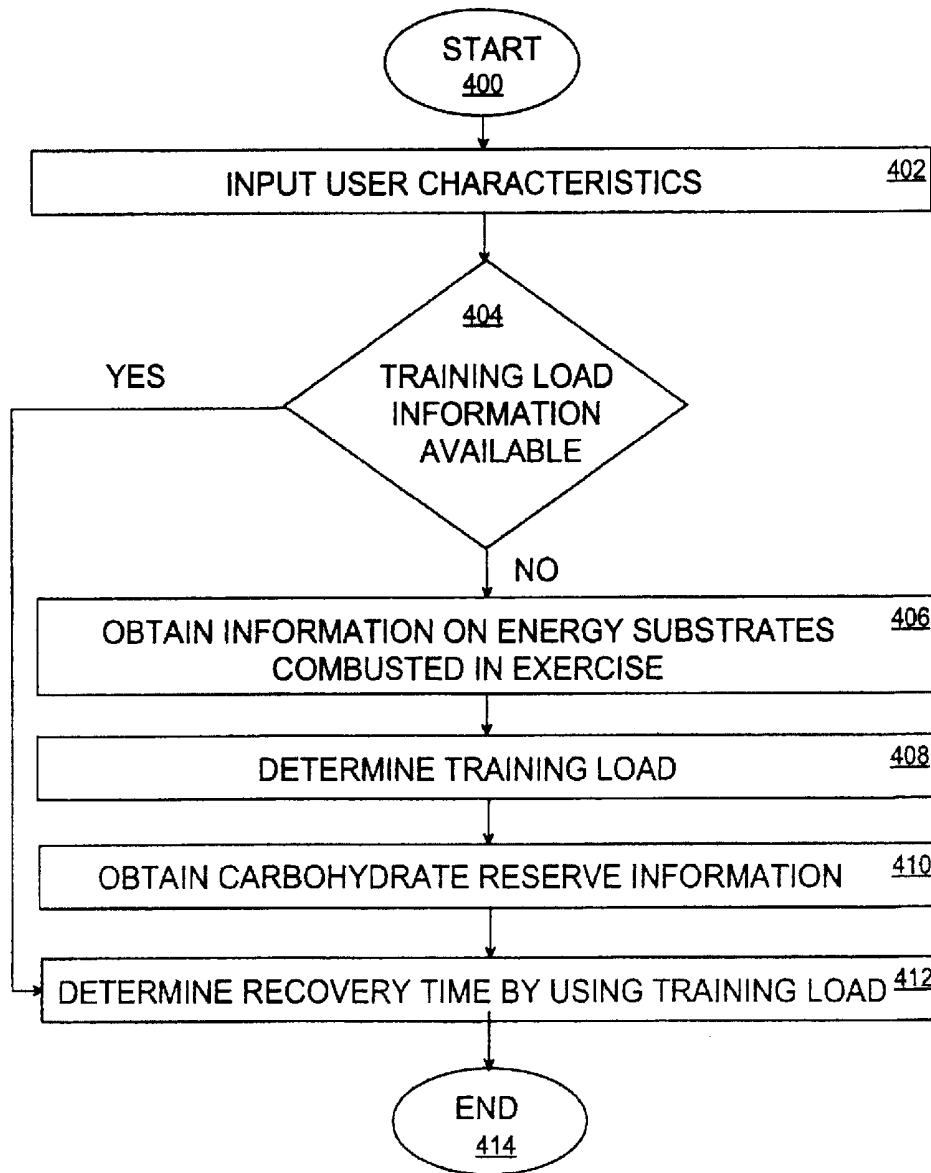 START
400
INPUT USER CHARACTERISTICS 402
404
TRAINING LOAD
INFORMATION
AVAILABLE
YES
NO
OBTAIN INFORMATION ON ENERGY SUBSTRATES 406
COMBUSTED IN EXERCISE
DETERMINE TRAINING LOAD 408
OBTAIN CARBOHYDRATE RESERVE INFORMATION 410
DETERMINE RECOVERY TIME BY USING TRAINING LOAD 412
END
414